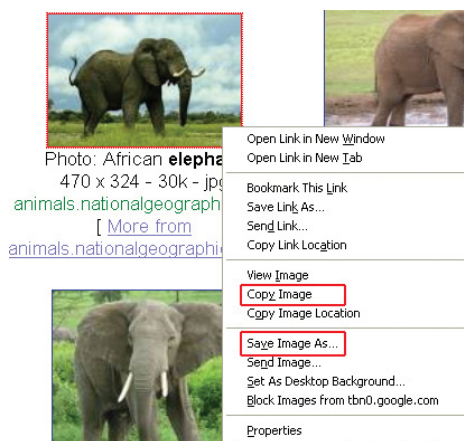 Photo: African elepha
470 x 324 - 30k - jpg
animals.nationalgeograph
[ More from
animals.nationalgeographi
Open Link in New Window
Open Link in New Tab
Bookmark This Link
Save Link As...
Send Link...
Copy Link Location
View Image
Copy Image
Copy Image Location
Save Image As...
Send Image...
Set As Desktop Background...
Block Images from tbn0.google.com
Properties